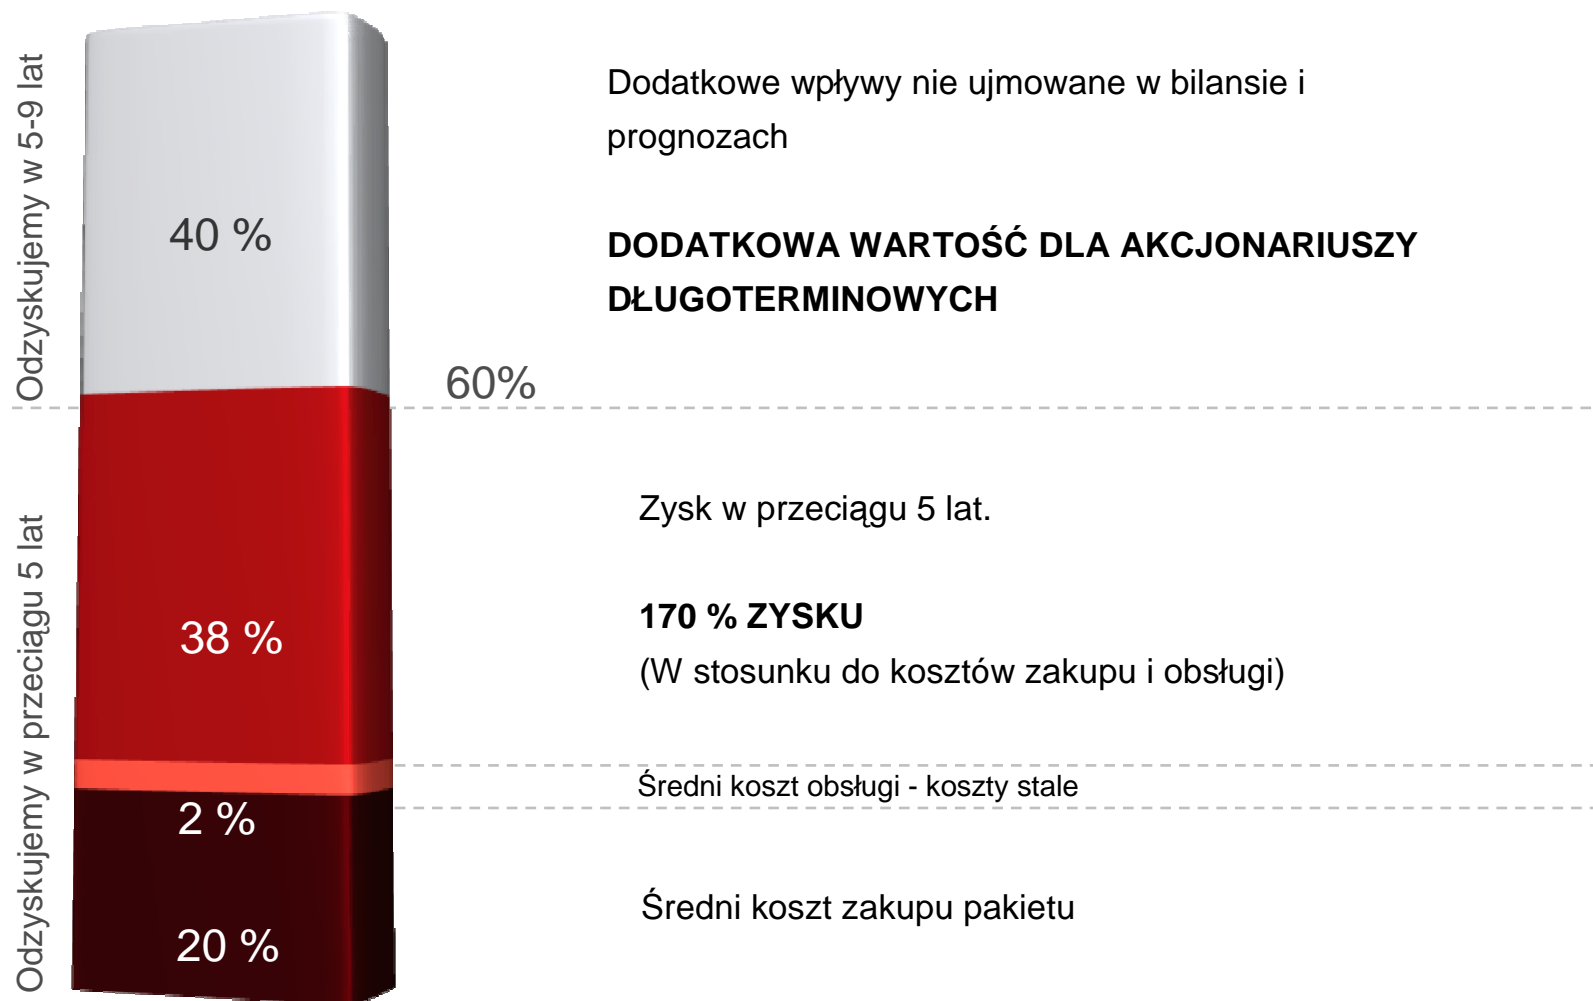 Odzyskujemy w 5-9 lat
40 %
Dodatkowe wpływy nie ujmowane w bilansie i
prognozach
DODATKOWA WARTOŚĆ DLA AKCJONARIUSZY
DŁUGOTERMINOWYCH
60%
Odzyskujemy w przeciągu 5 lat
38 %
Zysk w przeciągu 5 lat.
170 % ZYSKU
(W stosunku do kosztów zakupu i obsługi)
Średni koszt obsługi - koszty stale
2 %
Średni koszt zakupu pakietu
20 %